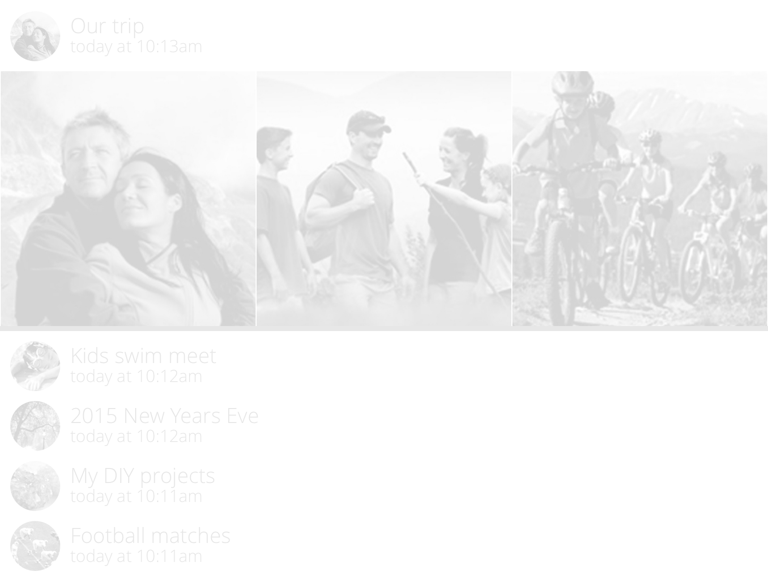 Our trip
today at 10:13am
Kids swim meet
today at 10:12am
2015 New Years Eve
today at 10:12am
My DIY projects
today at 10:11am
Football matches
today at 10:11am